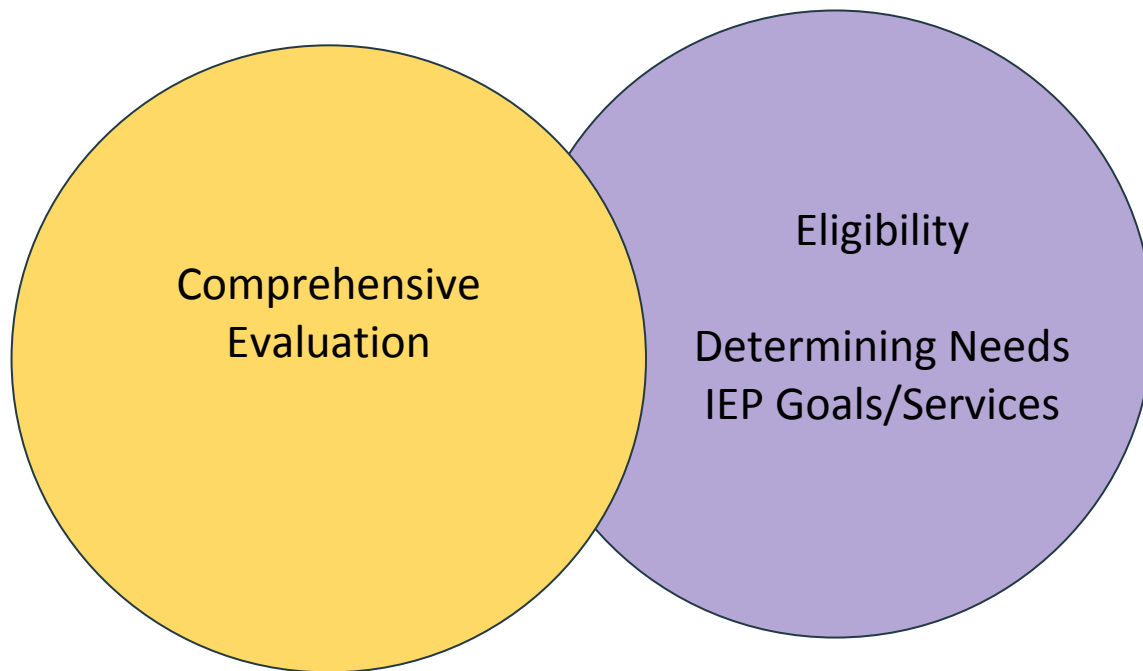 Comprehensive
Evaluation
Eligibility
Determining Needs
IEP Goals/Services